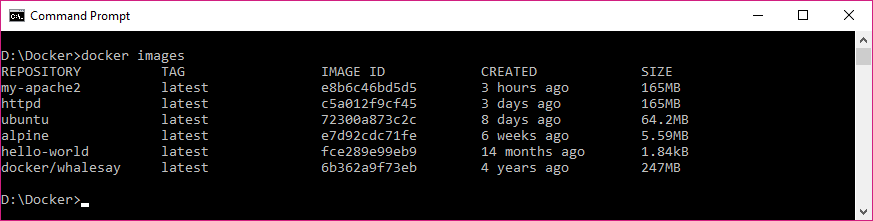 Command Prompt
D:\Docker>docker images
REPOSITORY TAG IMAGE ID CREATED SIZE
my-apache2 latest e8b6c46bd5d5 3 hours ago 165MB
httpd latest c5a012f9cf45 3 days ago 165MB
ubuntu latest 72300a873c2c 8 days ago 64.2MB
alpine latest e7d92cdc71fe 6 weeks ago 5.59MB
hello-world latest fce289e99eb9 14 months ago 1.84kB
docker/whalesay latest 6b362a9f73eb 4 years ago 247MB
D:\Docker>